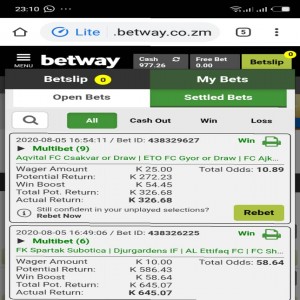 23:10
Lite .betway.co.zm 5
MENU betway Cash 977.26 Free Bet 0.00 Betslip 0
Betslip 0 My Bets
Open Bets Settled Bets
All Cash Out Win Loss
2020-08-05 16:54:11 / Bet ID: 438329627 Win
Multibet (9)
Aqvital FC Csakvar or Draw | ETO FC Gyor or Draw | FC Ajk...
Wager Amount K 25.00 Total Odds: 10.89
Potential Return: K 272.23
Win Boost K 54.45
Total Pot. Return: K 326.68
Actual Return: K 326.68
Still confident in your unplayed selections?
Rebet Now Rebet
2020-08-05 16:49:06 / Bet ID: 438326225 Win
Multibet (6)
FK Spartak Subotica | Djurgardens IF | AL Ettifaq FC | FC Sh...
Wager Amount K 10.00 Total Odds: 58.64
Potential Return: K 586.43
Win Boost K 58.64
Total Pot. Return: K 645.07
Actual Return: K 645.07